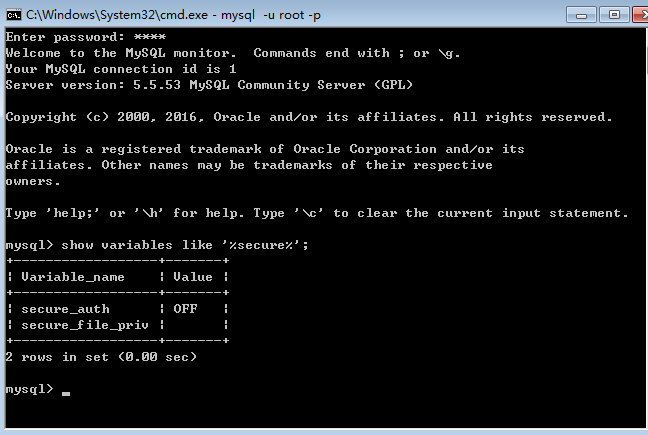 C:\Windows\System32\cmd.exe - mysql  -u root -p
Enter password: ****
Welcome to the MySQL monitor.  Commands end with ; or \g.
Your MySQL connection id is 1
Server version: 5.5.53 MySQL Community Server (GPL)
Copyright (c) 2000, 2016, Oracle and/or its affiliates. All rights reserved.
Oracle is a registered trademark of Oracle Corporation and/or its
affiliates. Other names may be trademarks of their respective
owners.
Type 'help;' or '\h' for help. Type '\c' to clear the current input statement.
mysql> show variables like '%secure%';
+------------------+-------+
| Variable_name    | Value |
+------------------+-------+
| secure_auth      | OFF   |
| secure_file_priv |       |
+------------------+-------+
2 rows in set (0.00 sec)
mysql> _